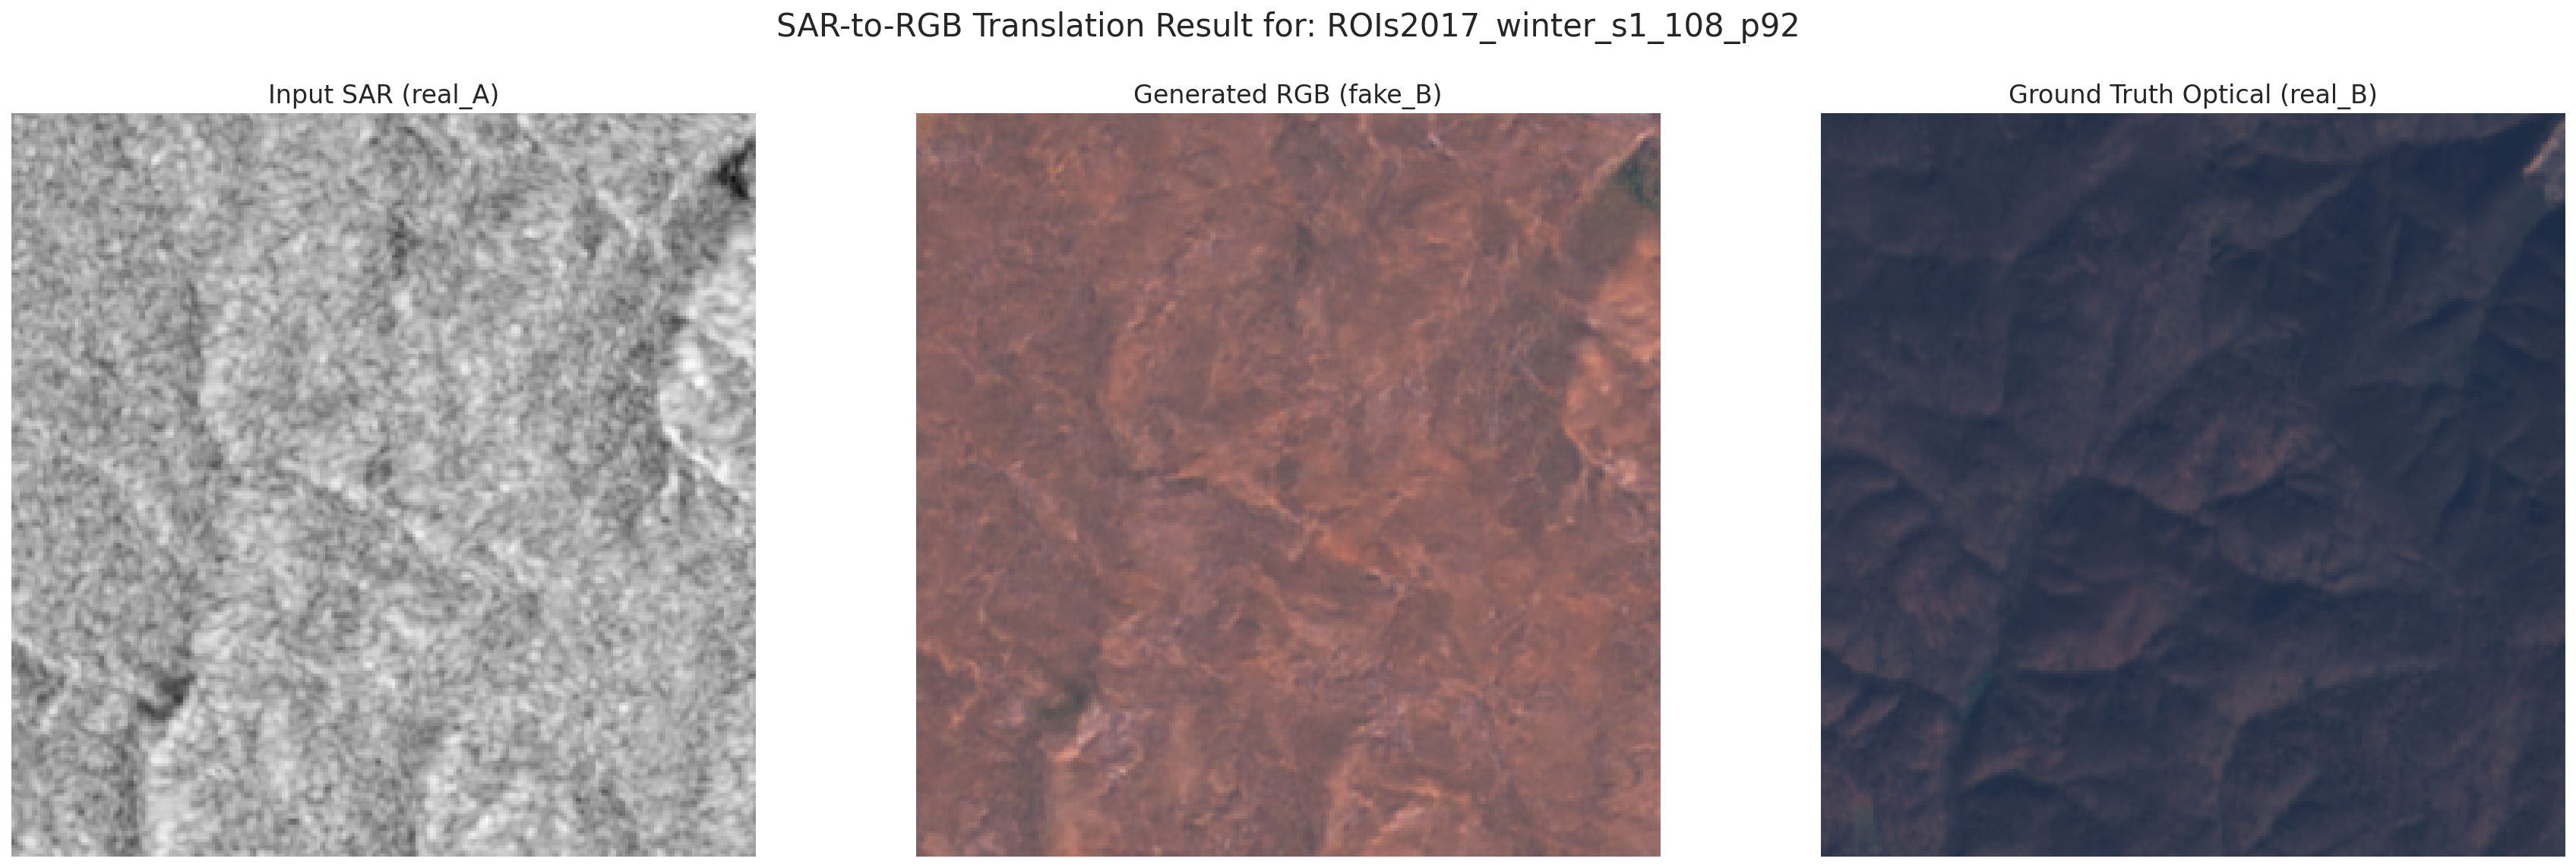 SAR-to-RGB Translation Result for: ROIs2017_winter_s1_108_p92
Input SAR (real_A)
Generated RGB (fake_B)
Ground Truth Optical (real_B)